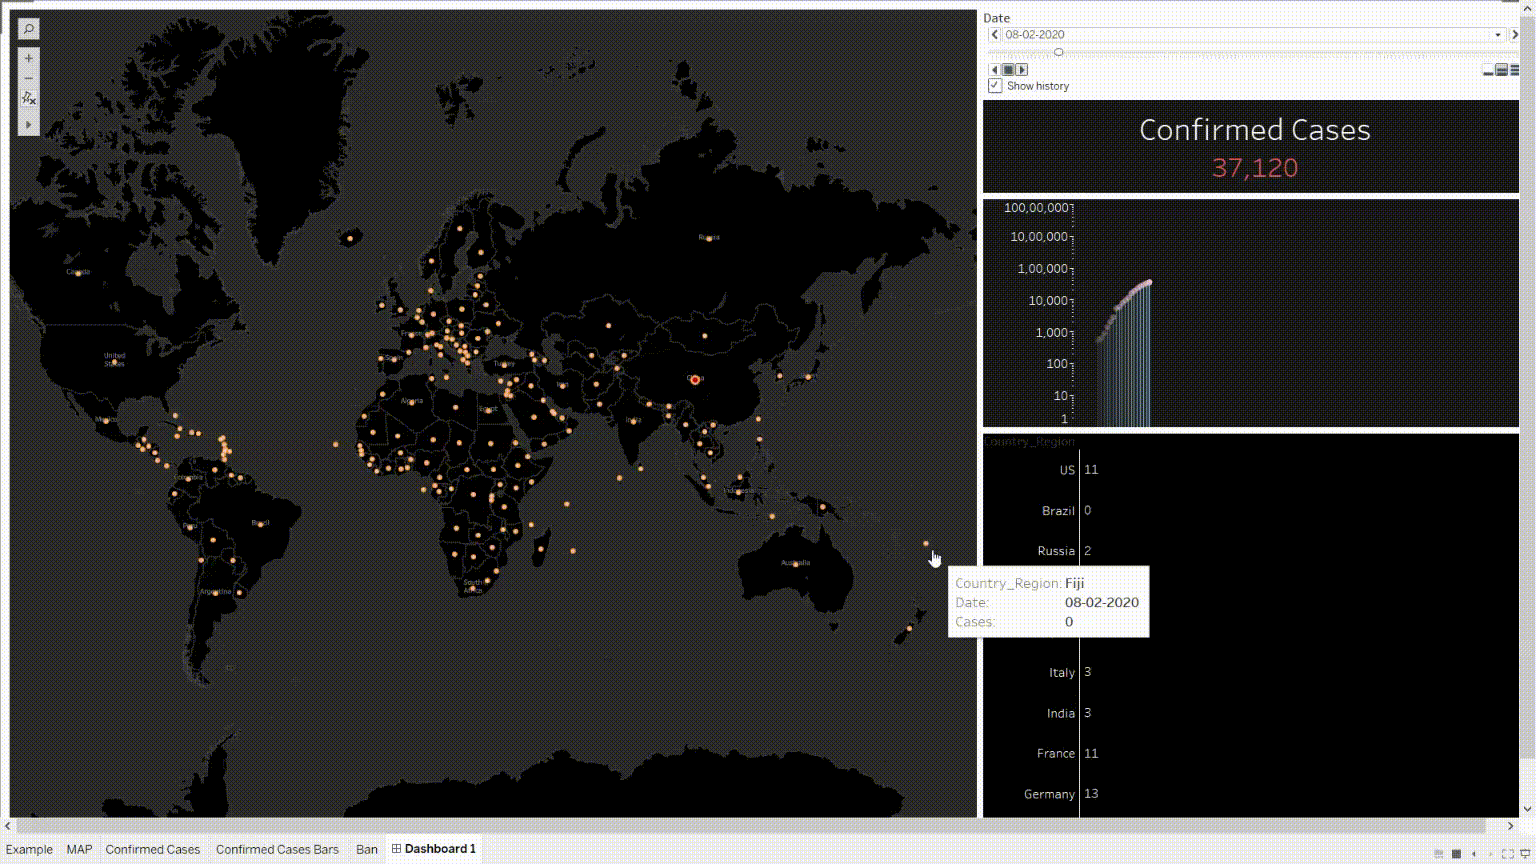 Date
08-02-2020
Show history
Confirmed Cases
37,120
100,00,000
10,00,000
1,00,000
10,000
1,000
100
10
1
Country_Region
US 11
Brazil 0
Russia 2
Country_Region: Fiji
Date: 08-02-2020
Cases: 0
Italy 3
India 3
France 11
Germany 13
Canada
United States
Russia
China
Turkey
Algeria
Egypt
India
Indonesia
Colombia
Peru
Brazil
Argentina
South Africa
Australia
Example MAP Confirmed Cases Confirmed Cases Bars Ban Dashboard 1